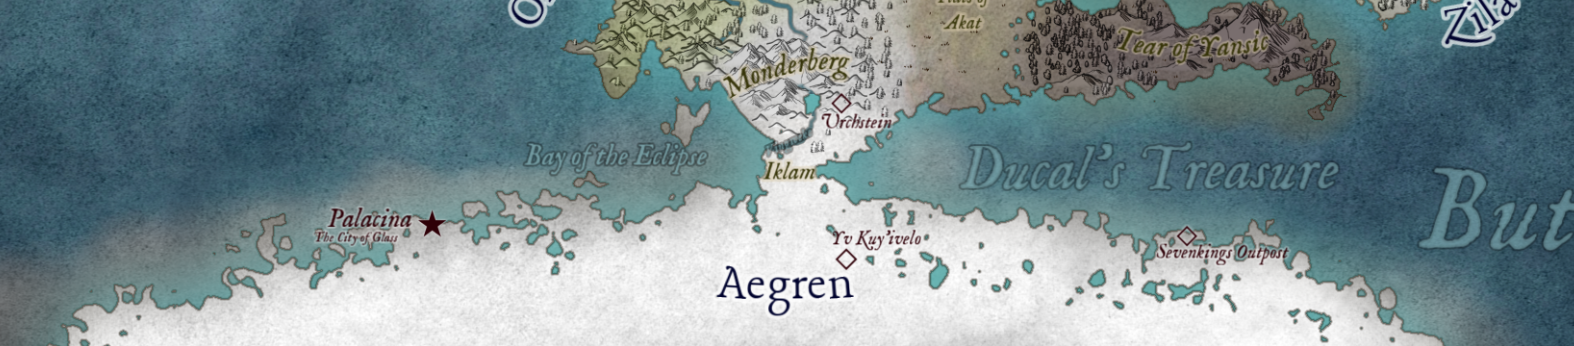 Akat
Tear of Yansic
Monderberg
Urchstein
Bay of the Eclipse
Iklam
Ducal's Treasure
But
Palacina
The City of Glass
Yv Kuy'ivelo
Sevenkings Outpost
Aegren
Zila